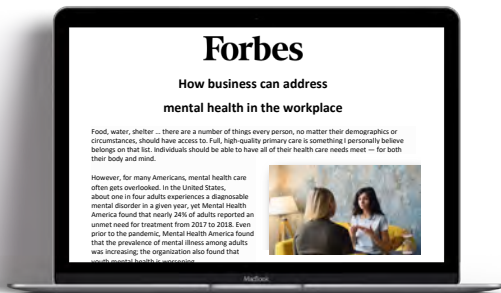 Forbes
How business can address
mental health in the workplace
Food, water, shelter … there are a number of things every person, no matter their demographics or
circumstances, should have access to. Full, high-quality primary care is something I personally believe
belongs on that list. Individuals should be able to have all of their health care needs meet — for both
their body and mind.
However, for many Americans, mental health care
often gets overlooked. In the United States,
about one in four adults experiences a diagnosable
mental disorder in a given year, yet Mental Health
America found that nearly 24% of adults reported an
unmet need for treatment from 2017 to 2018. Even
prior to the pandemic, Mental Health America found
that the prevalence of mental illness among adults
was increasing; the organization also found that
youth mental health is worsening.
MacBook